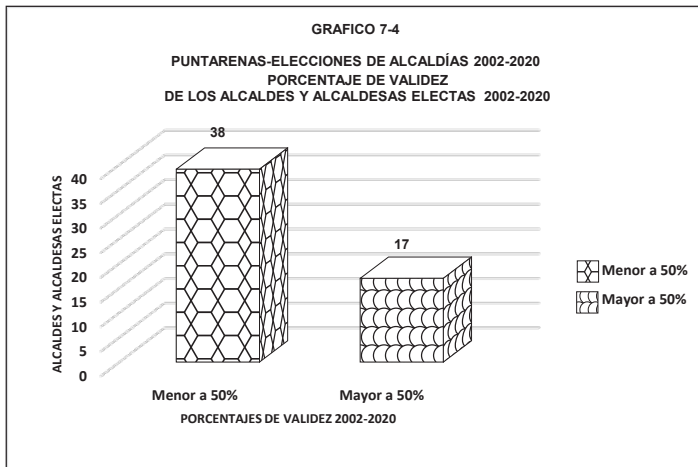 GRAFICO 7-4
PUNTARENAS-ELECCIONES DE ALCALDÍAS 2002-2020
PORCENTAJE DE VALIDEZ
DE LOS ALCALDES Y ALCALDESAS ELECTAS 2002-2020
ALCALDES Y ALCALDESAS ELECTAS
40
35
30
25
20
15
10
5
0
38
17
Menor a 50%
Mayor a 50%
PORCENTAJES DE VALIDEZ 2002-2020
Menor a 50%
Mayor a 50%